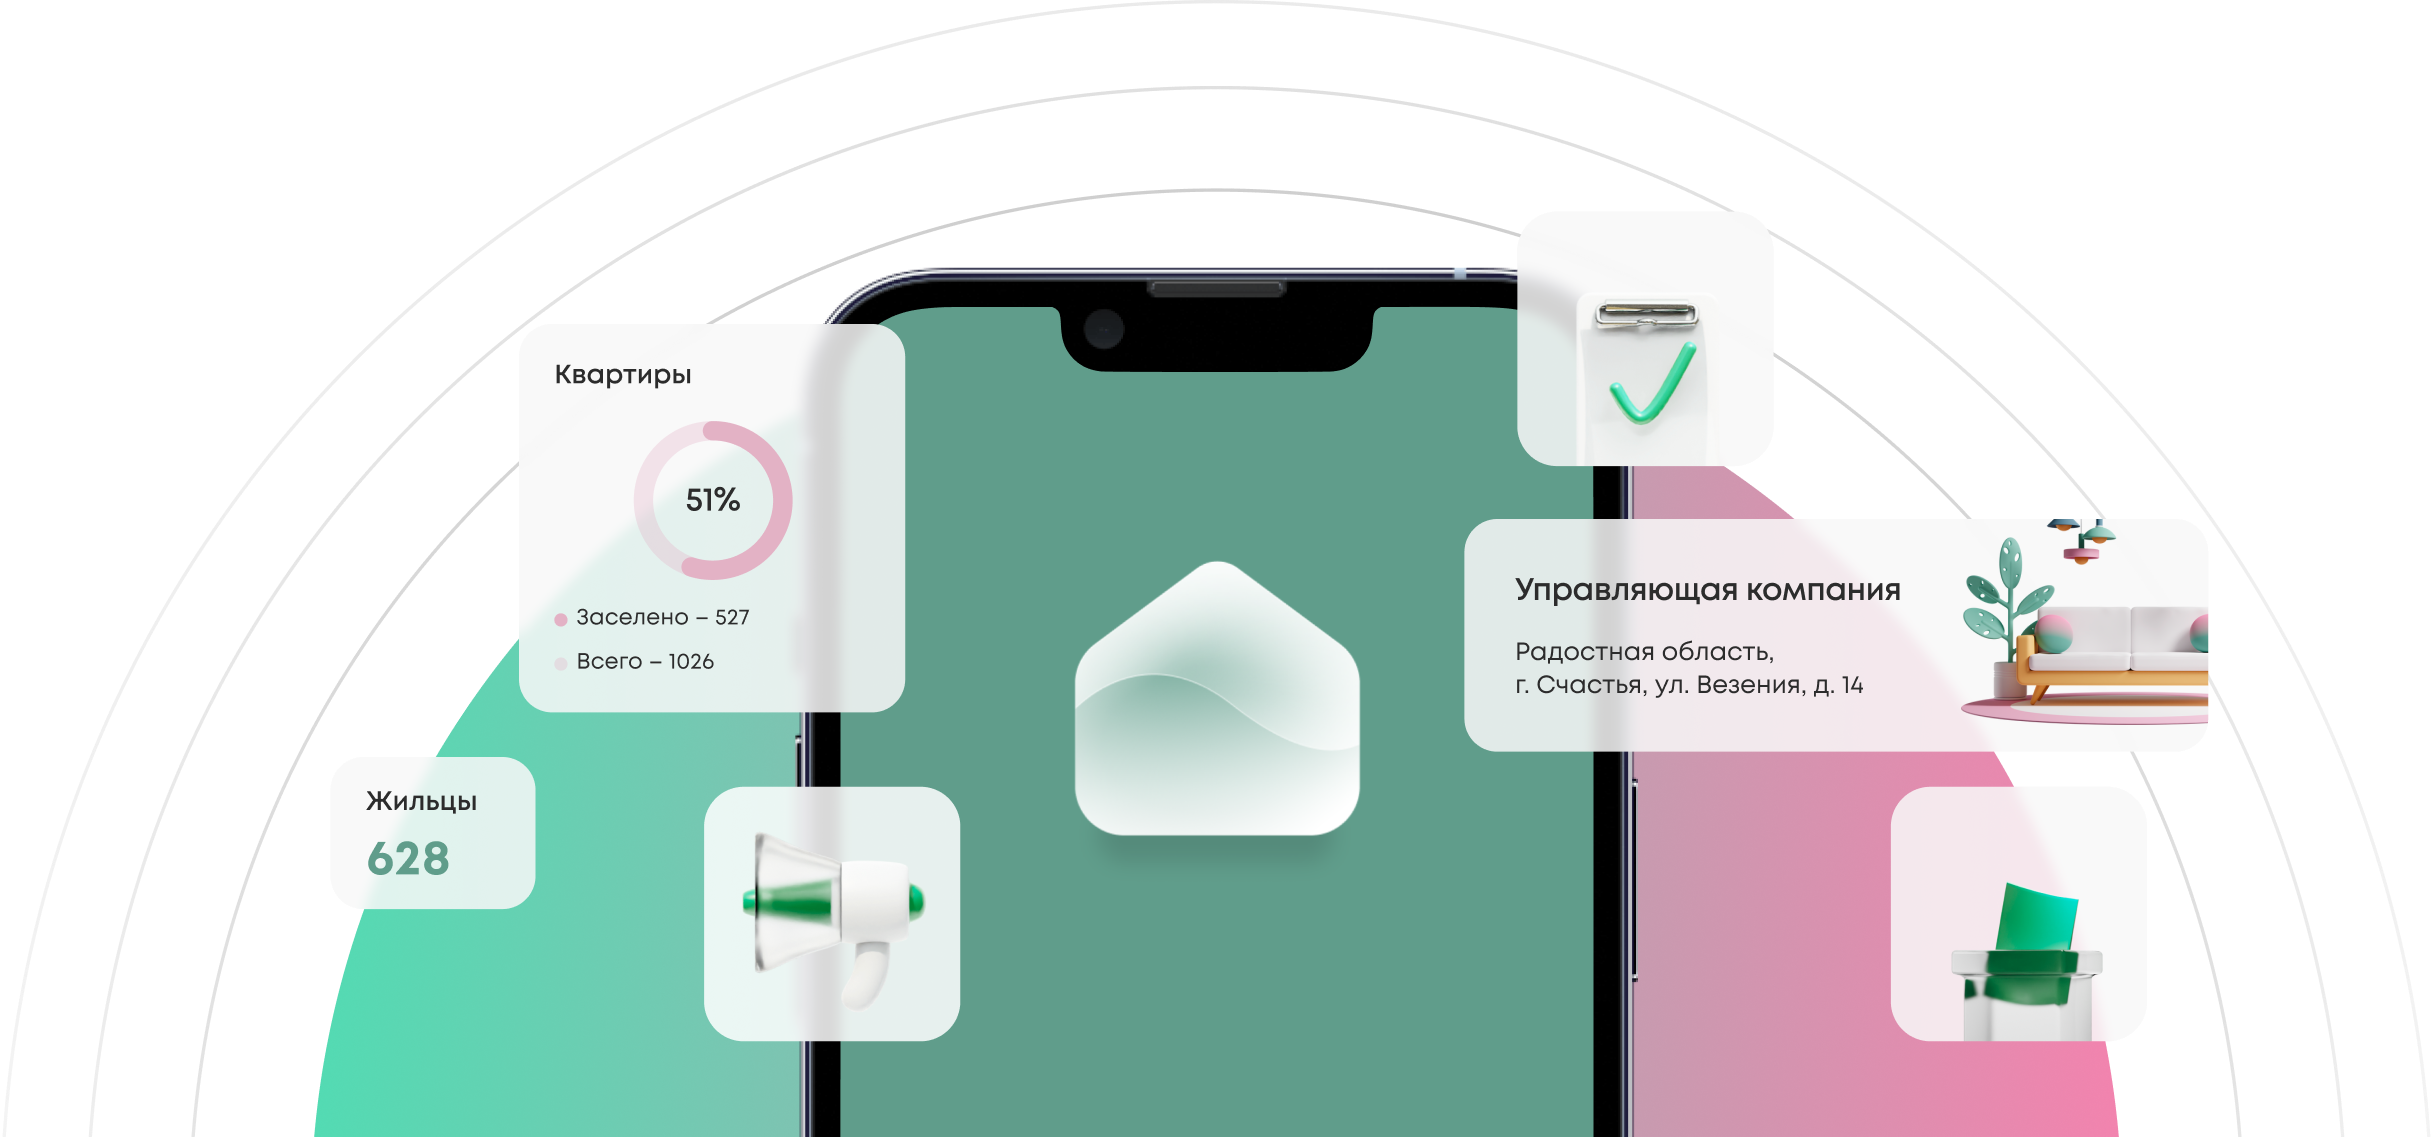 Квартиры
51%
Заселено – 527
Всего – 1026
Управляющая компания
Радостная область,
г. Счастья, ул. Везения, д. 14
Жильцы
628